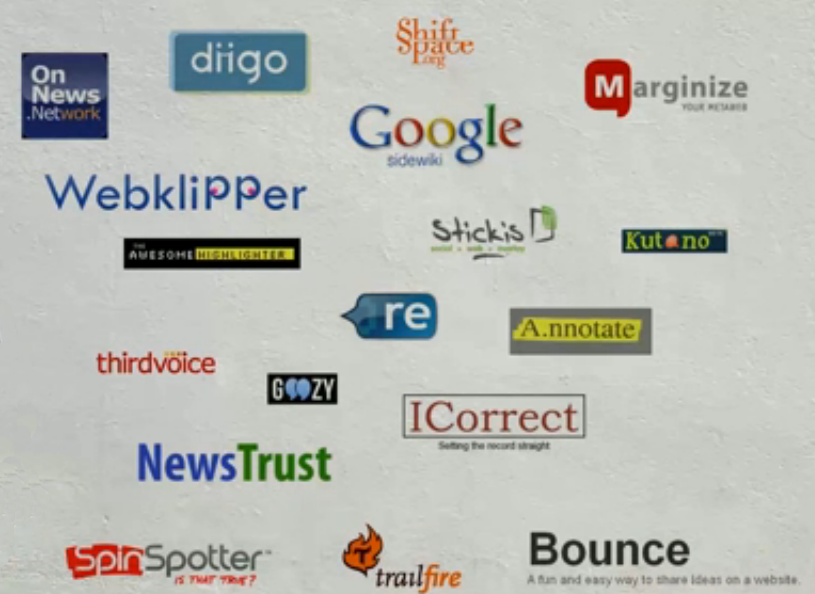 Shift
Space
.org
diigo
On
News
.Network
Marginize
YOUR METAWEB
Google
sidewiki
Webklipper
Stickis
social • web • overlay
Kutano
THE
AWESOME HIGHLIGHTER
re
A.nnotate
thirdvoice
GOOZY
ICorrect
Setting the record straight
NewsTrust
SpinSpotter
IS THAT TRUE?
trailfire
Bounce
A fun and easy way to share ideas on a website.